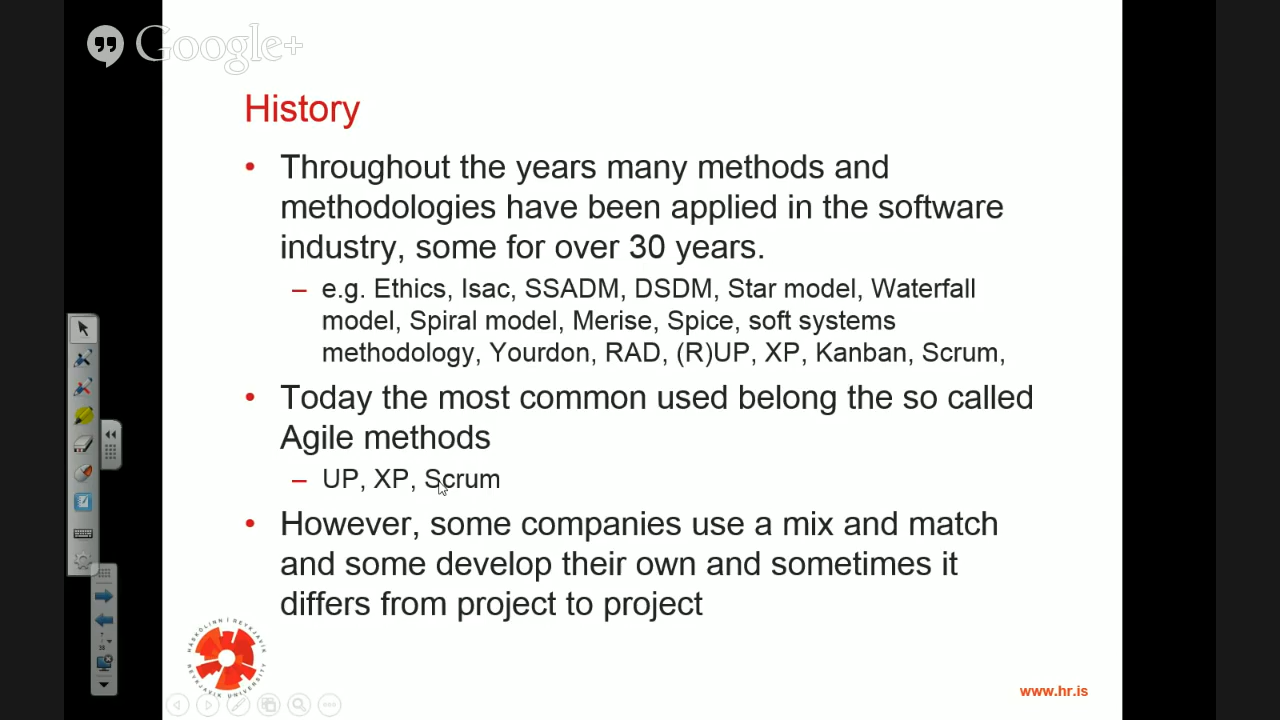 Google+
History
• Throughout the years many methods and
methodologies have been applied in the software
industry, some for over 30 years.
– e.g. Ethics, Isac, SSADM, DSDM, Star model, Waterfall
model, Spiral model, Merise, Spice, soft systems
methodology, Yourdon, RAD, (R)UP, XP, Kanban, Scrum,
• Today the most common used belong the so called
Agile methods
– UP, XP, Scrum
• However, some companies use a mix and match
and some develop their own and sometimes it
differs from project to project
HÁSKÓLINN Í REYKJAVÍK
REYKJAVIK UNIVERSITY
www.hr.is